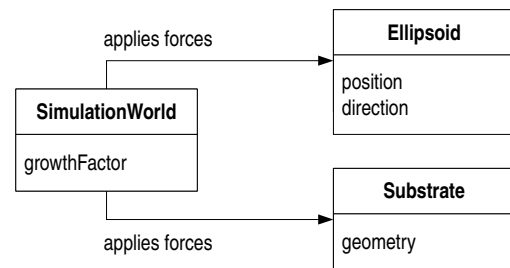 applies forces
Ellipsoid
position
direction
SimulationWorld
growthFactor
Substrate
geometry
applies forces